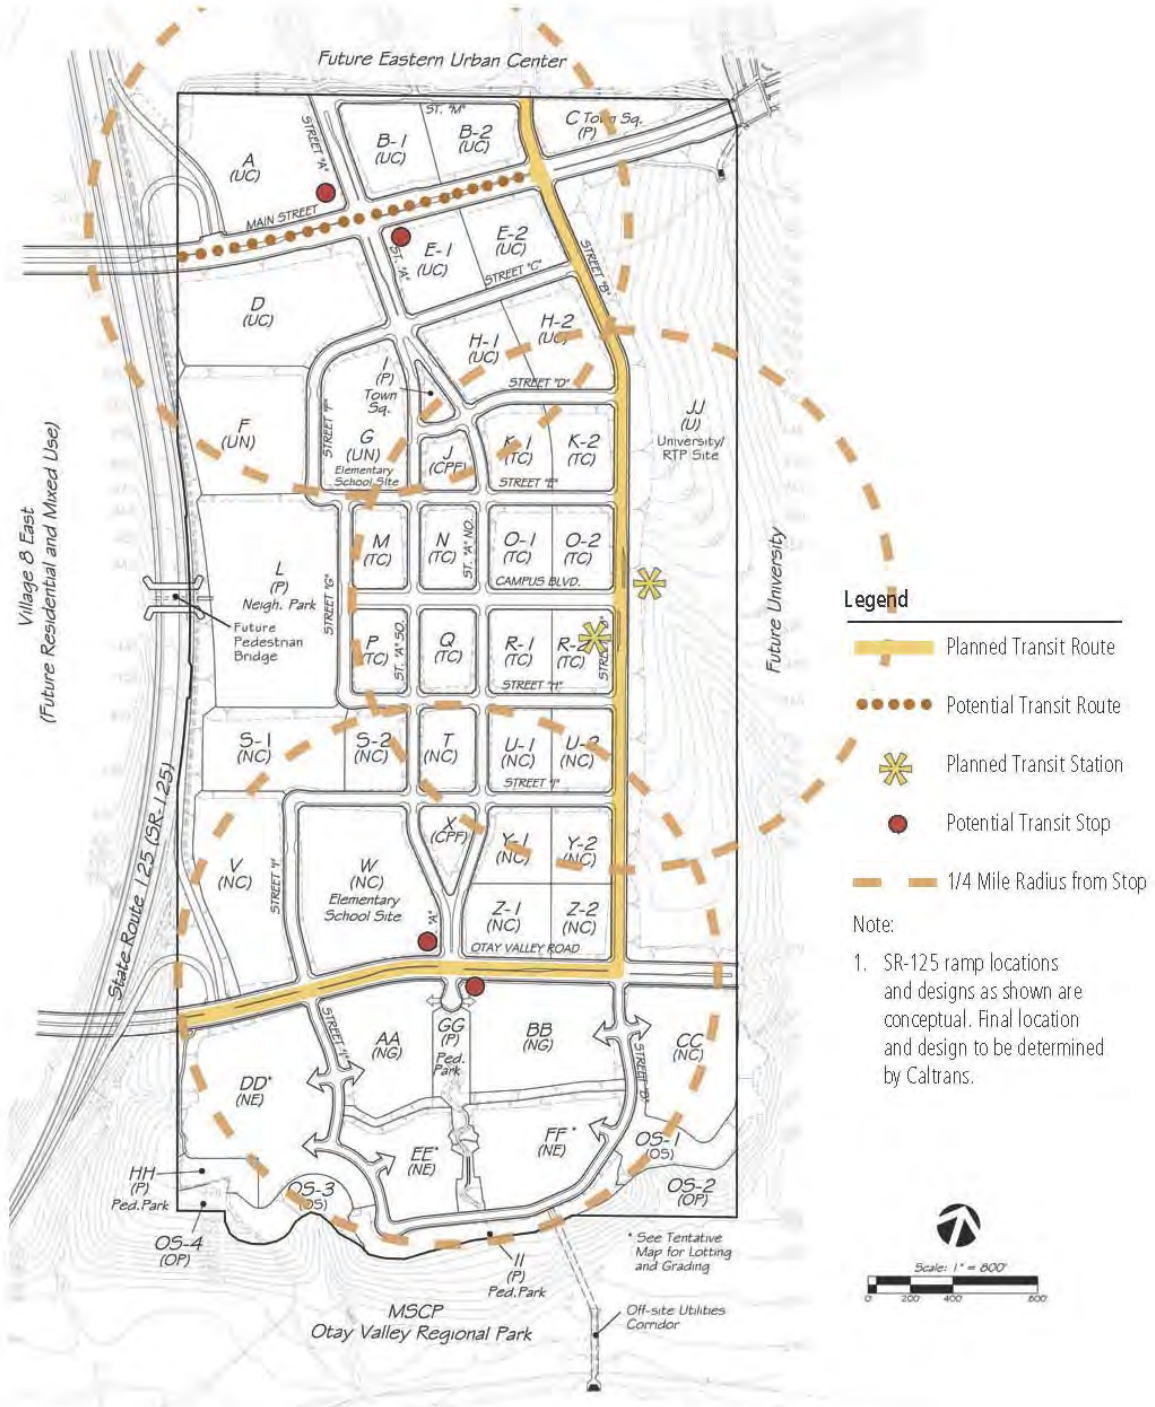 Future Eastern Urban Center
ST. "M"
C Town Sq.
(P)
STREET "A"
B-1
(UC)
B-2
(UC)
A
(UC)
MAIN STREET
ST. "A"
E-1
(UC)
E-2
(UC)
STREET "C"
STREET "B"
D
(UC)
H-1
(UC)
H-2
(UC)
I
(P)
Town
Sq.
STREET "D"
STREET "F"
F
(UN)
G
(UN)
Elementary
School Site
J
(CPF)
K-1
(TC)
K-2
(TC)
STREET "E"
JJ
(U)
University/
RTP Site
Village 8 East
(Future Residential and Mixed Use)
L
(P)
Neigh. Park
STREET "G"
M
(TC)
N
(TC)
ST. "A" NO.
O-1
(TC)
O-2
(TC)
CAMPUS BLVD.
Future University
Future
Pedestrian
Bridge
P
(TC)
ST. "A" SO.
Q
(TC)
R-1
(TC)
R-2
(TC)
STREET "H"
S-1
(NC)
S-2
(NC)
T
(NC)
U-1
(NC)
U-2
(NC)
STREET "I"
State Route 125 (SR-125)
V
(NC)
STREET "I"
W
(NC)
Elementary
School Site
X
(CPF)
Y-1
(NC)
Y-2
(NC)
Z-1
(NC)
Z-2
(NC)
"A"
OTAY VALLEY ROAD
STREET "I"
AA
(NG)
GG
(P)
Ped.
Park
BB
(NG)
STREET "B"
CC
(NC)
DD*
(NE)
EE*
(NE)
FF*
(NE)
OS-1
(OS)
HH
(P)
Ped.Park
OS-3
(OS)
OS-2
(OP)
OS-4
(OP)
II
(P)
Ped.Park
* See Tentative
Map for Lotting
and Grading
MSCP
Otay Valley Regional Park
Off-site Utilities
Corridor
Legend
Planned Transit Route
Potential Transit Route
Planned Transit Station
Potential Transit Stop
1/4 Mile Radius from Stop
Note:
1. SR-125 ramp locations
and designs as shown are
conceptual. Final location
and design to be determined
by Caltrans.
Scale: 1" = 800'
0' 200' 400' 800'